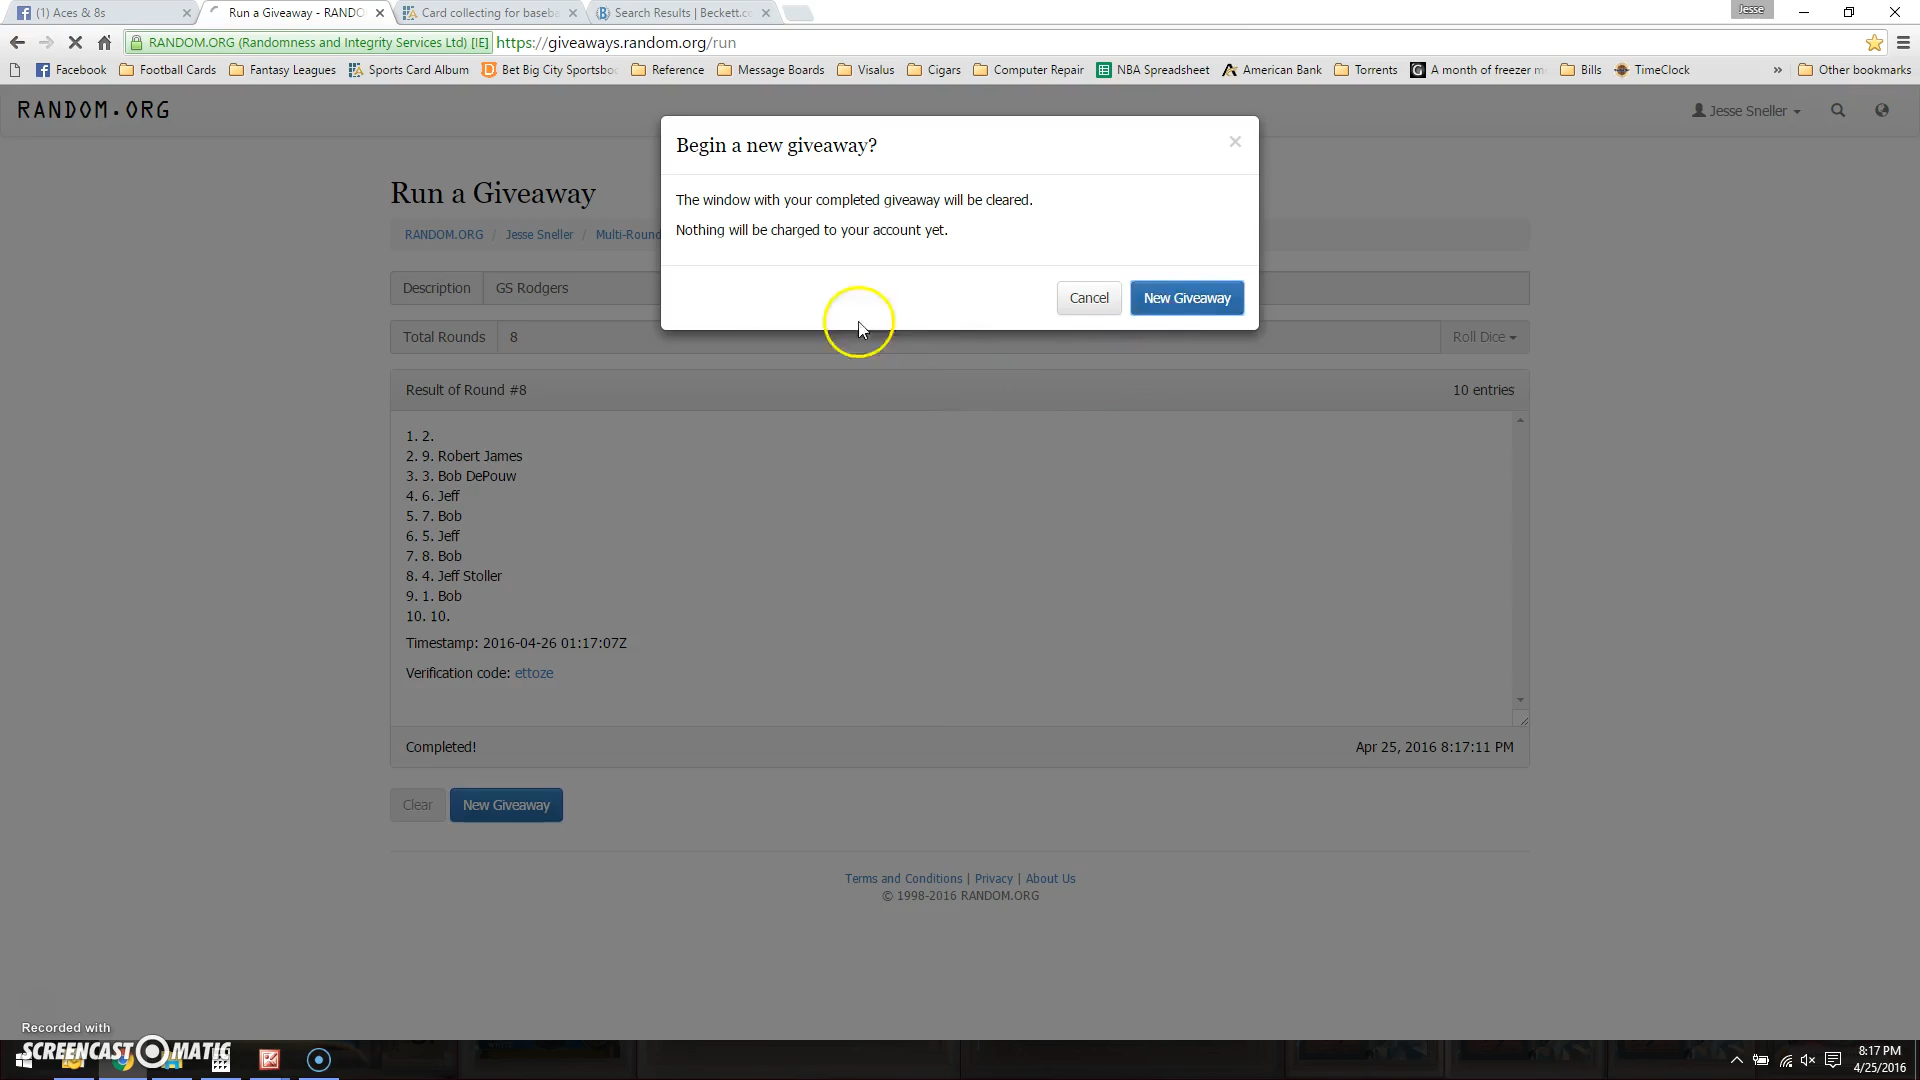 (1) Aces & 8s
Run a Giveaway - RANDO
Card collecting for baseba
Search Results | Beckett.co
Jesse
RANDOM.ORG (Randomness and Integrity Services Ltd) [IE]
https://giveaways.random.org/run
Facebook
Football Cards
Fantasy Leagues
Sports Card Album
Bet Big City Sportsboo
Reference
Message Boards
Visalus
Cigars
Computer Repair
NBA Spreadsheet
American Bank
Torrents
A month of freezer m
Bills
TimeClock
»
Other bookmarks
RANDOM.ORG
Jesse Sneller
Begin a new giveaway?
×
The window with your completed giveaway will be cleared.
Nothing will be charged to your account yet.
Cancel
New Giveaway
Run a Giveaway
RANDOM.ORG / Jesse Sneller / Multi-Round
Description
GS Rodgers
Total Rounds
8
Roll Dice
Result of Round #8
10 entries
1. 2.
2. 9. Robert James
3. 3. Bob DePouw
4. 6. Jeff
5. 7. Bob
6. 5. Jeff
7. 8. Bob
8. 4. Jeff Stoller
9. 1. Bob
10. 10.
Timestamp: 2016-04-26 01:17:07Z
Verification code: ettoze
Completed!
Apr 25, 2016 8:17:11 PM
Clear
New Giveaway
Terms and Conditions | Privacy | About Us
© 1998-2016 RANDOM.ORG
Recorded with
SCREENCAST-O-MATIC
8:17 PM
4/25/2016